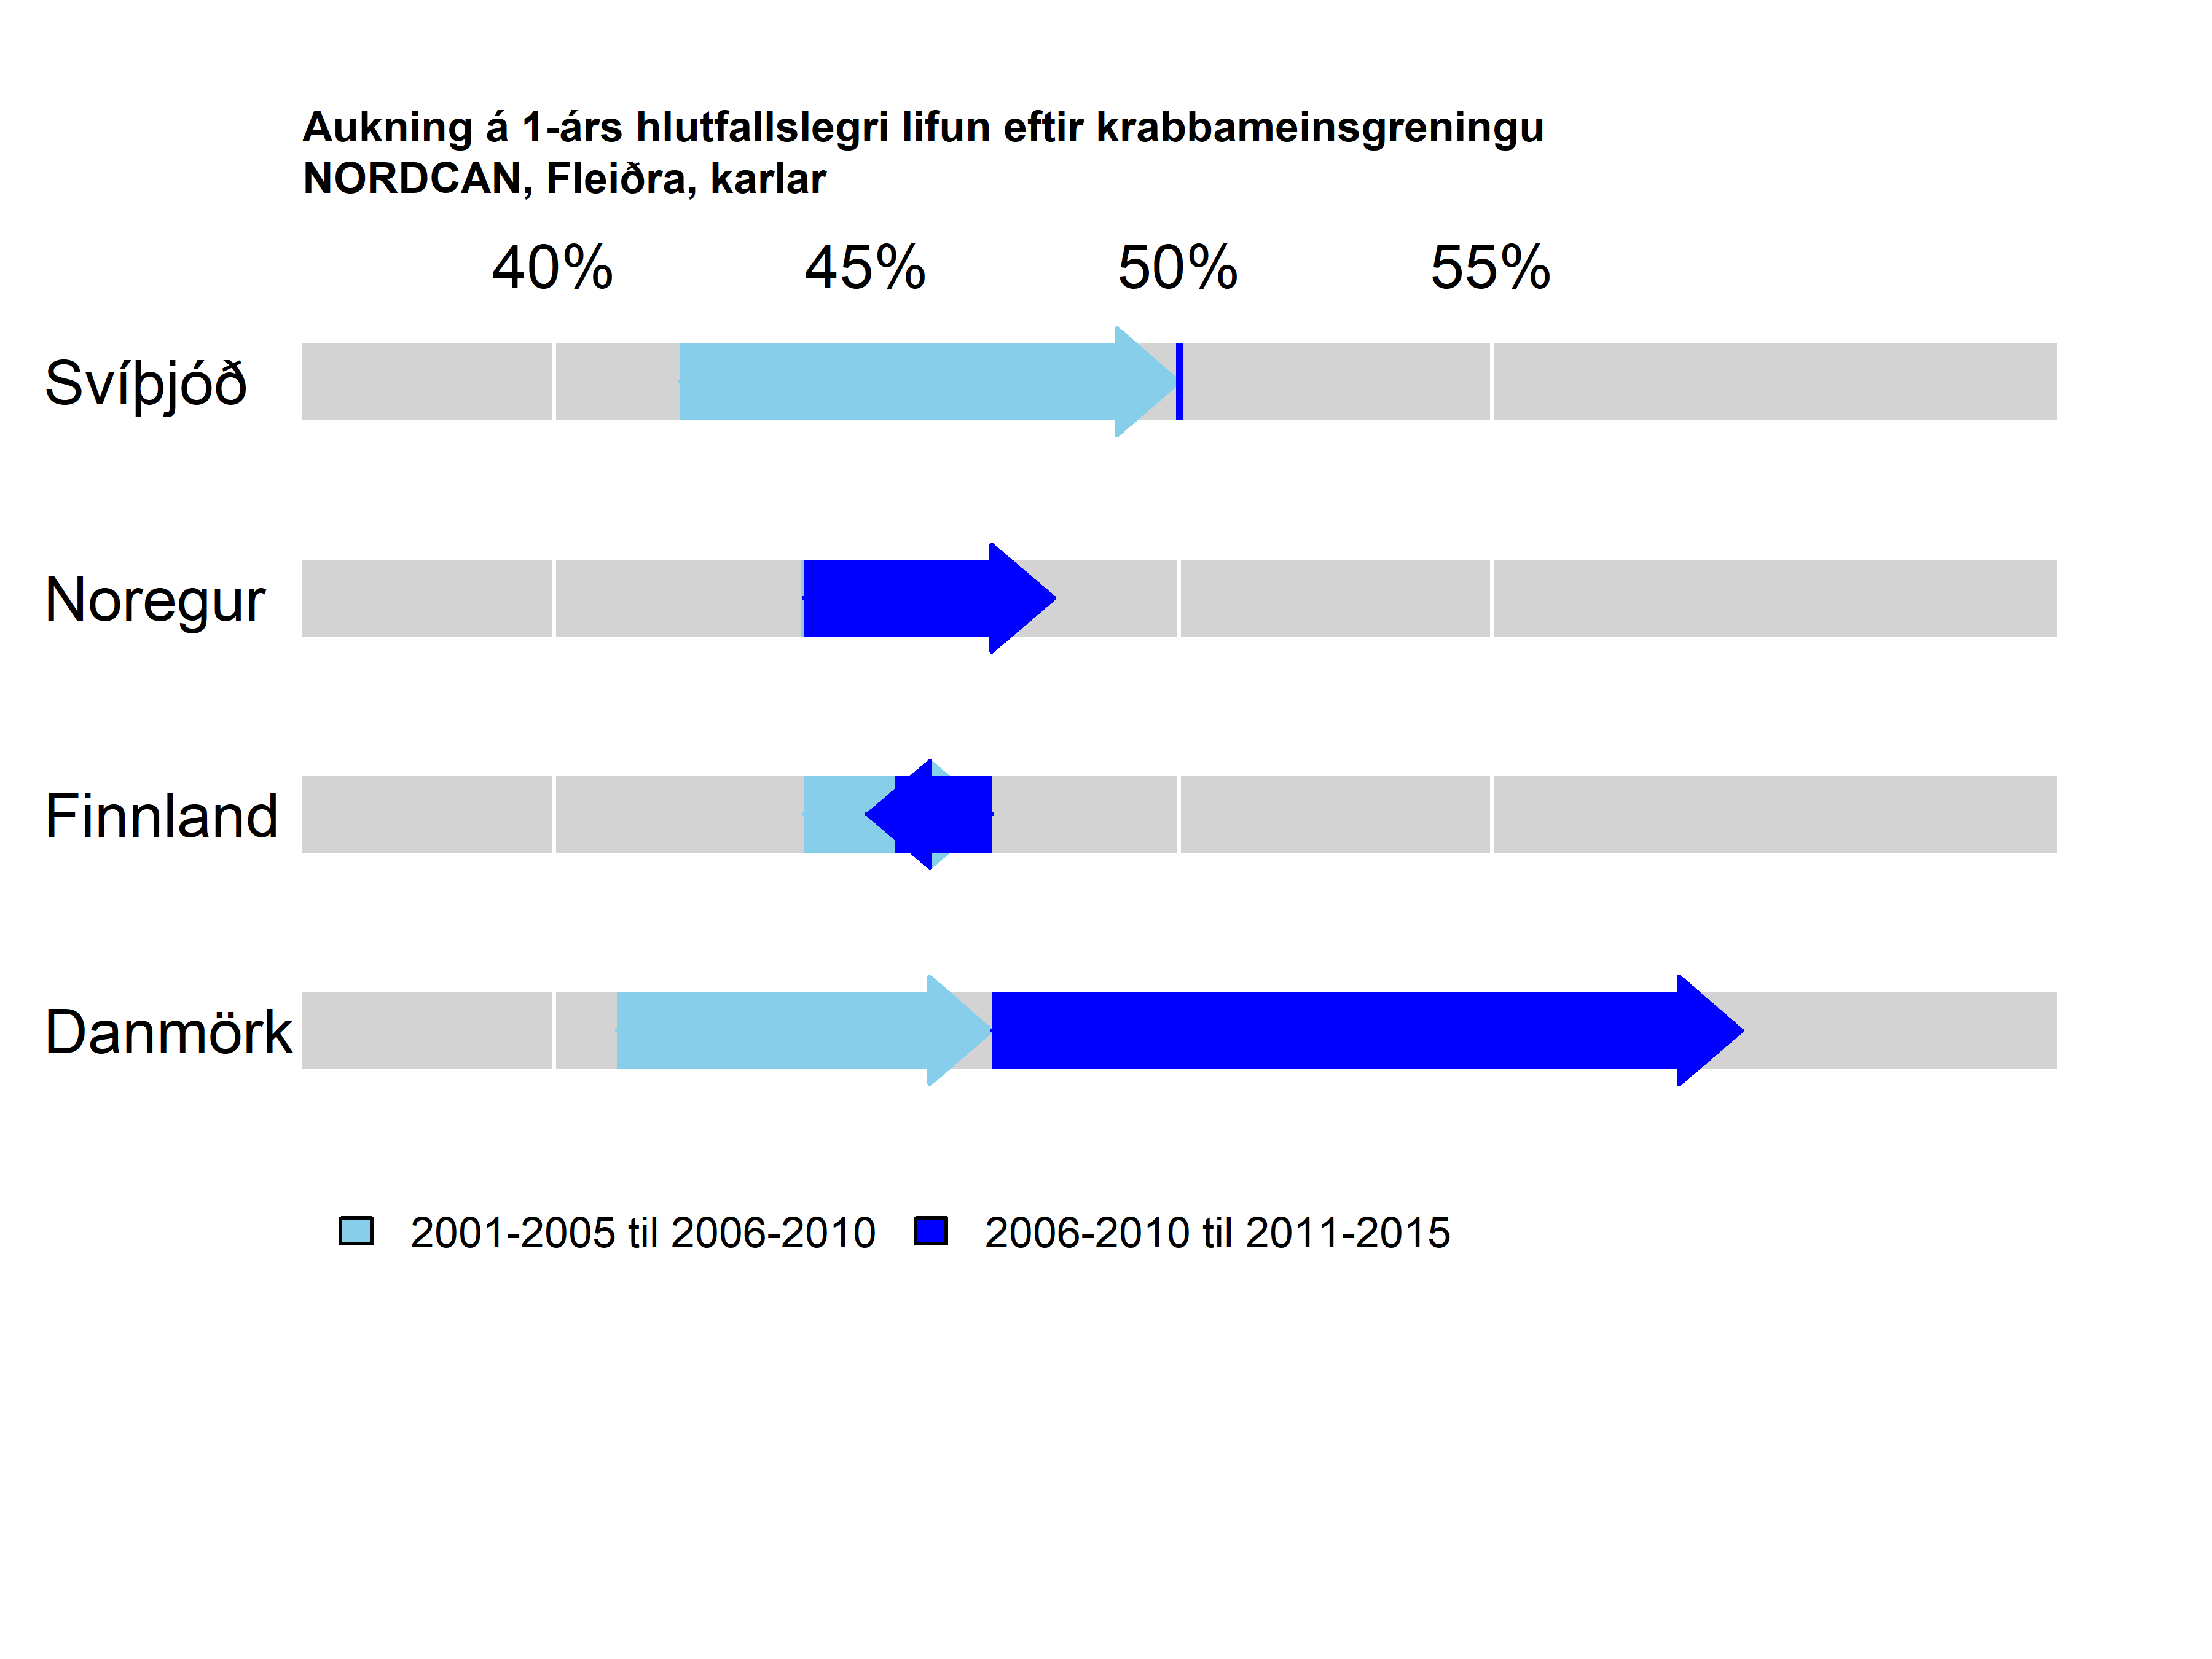 Aukning á 1-árs hlutfallslegri lifun eftir krabbameinsgreningu
NORDCAN, Fleiðra, karlar
40% 45% 50% 55%
Svíþjóð
Noregur
Finnland
Danmörk
2001-2005 til 2006-2010 2006-2010 til 2011-2015